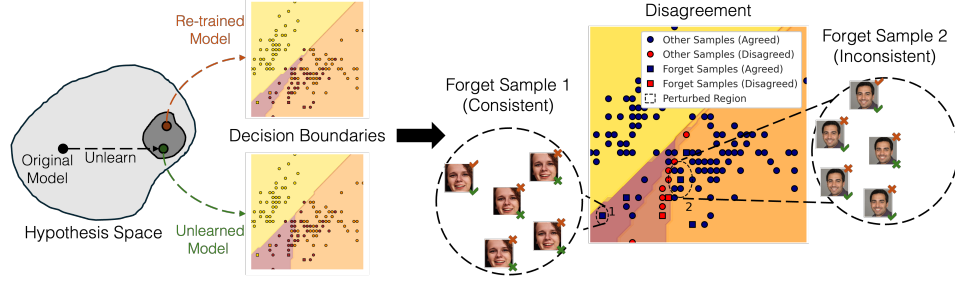 Re-trained
Model
Original
Model
Unlearn
Hypothesis Space
Unlearned
Model
Decision Boundaries
Forget Sample 1
(Consistent)
Disagreement
Other Samples (Agreed)
Other Samples (Disagreed)
Forget Samples (Agreed)
Forget Samples (Disagreed)
Perturbed Region
1
2
Forget Sample 2
(Inconsistent)